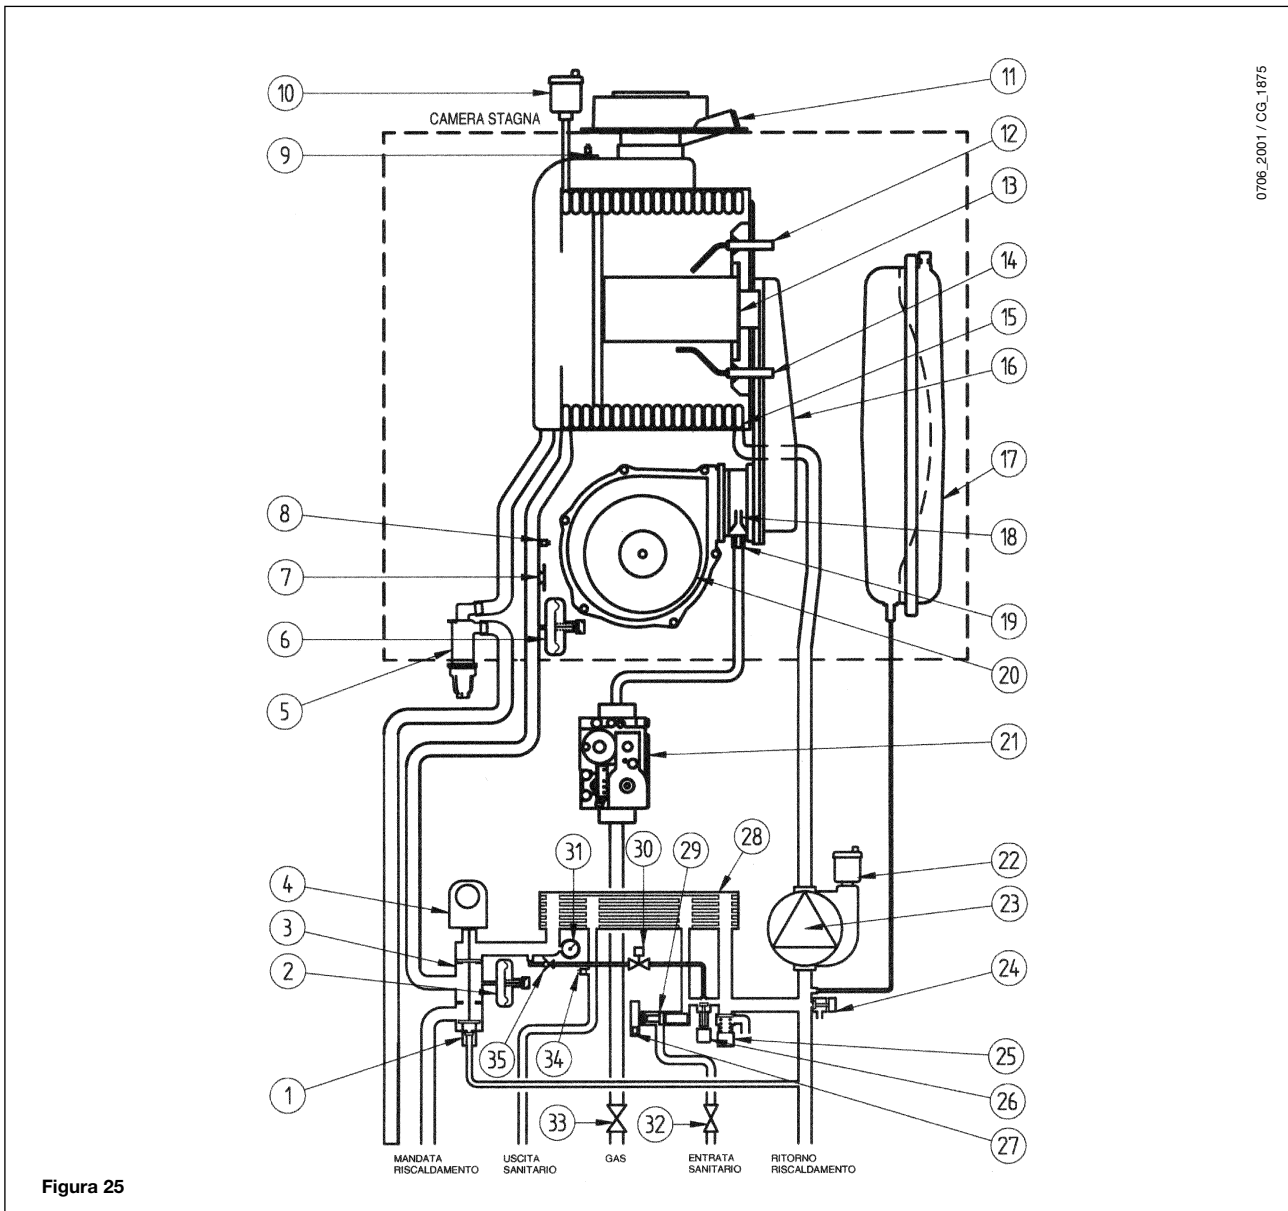 0706_2001 / CG_1875
10
11
CAMERA STAGNA
12
9
13
14
15
16
17
8
18
7
19
6
20
5
21
31
30
29
28
22
4
23
3
2
24
35
34
25
1
26
33
32
27
MANDATA
RISCALDAMENTO
USCITA
SANITARIO
GAS
ENTRATA
SANITARIO
RITORNO
RISCALDAMENTO
Figura 25